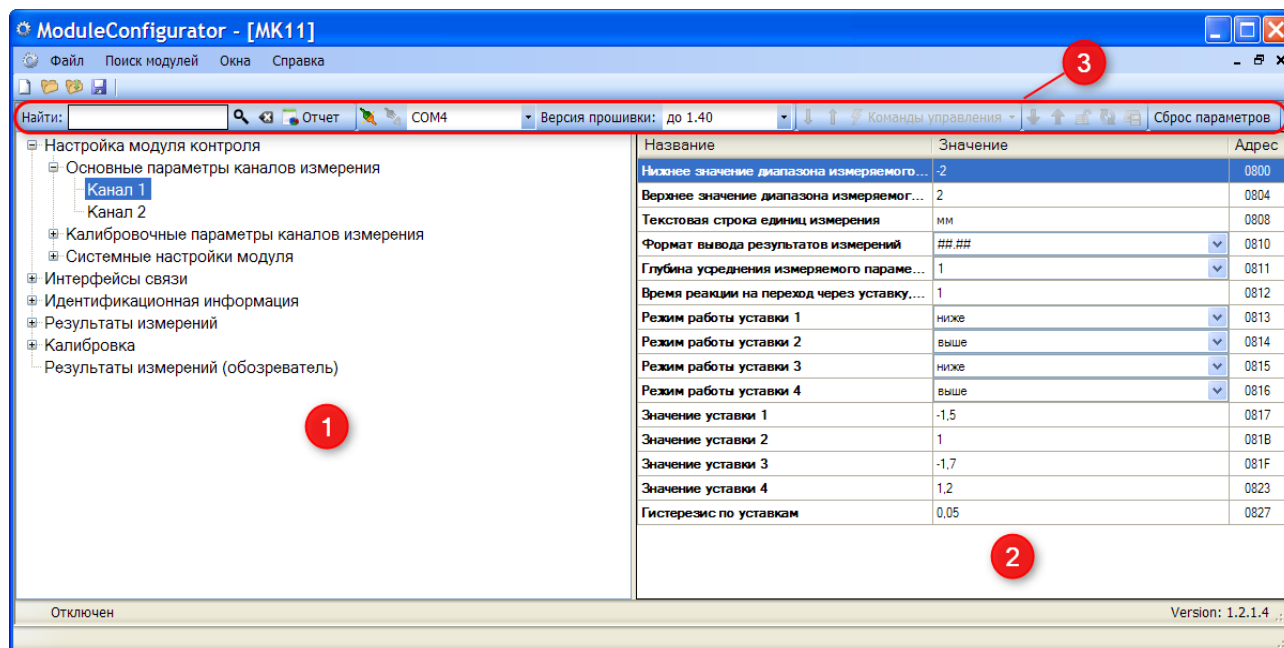 ModuleConfigurator - [МК11]
Файл Поиск модулей Окна Справка
3
Найти: Отчет COM4 Версия прошивки: до 1.40 Команды управления Сброс параметров
Настройка модуля контроля
Основные параметры каналов измерения
Канал 1
Канал 2
Калибровочные параметры каналов измерения
Системные настройки модуля
Интерфейсы связи
Идентификационная информация
Результаты измерений
Калибровка
Результаты измерений (обозреватель)
1
Название Значение Адрес
Нижнее значение диапазона измеряемого... -2 0800
Верхнее значение диапазона измеряемог... 2 0804
Текстовая строка единиц измерения мм 0808
Формат вывода результатов измерений ##.## 0810
Глубина усреднения измеряемого параме... 1 0811
Время реакции на переход через уставку,... 1 0812
Режим работы уставки 1 ниже 0813
Режим работы уставки 2 выше 0814
Режим работы уставки 3 ниже 0815
Режим работы уставки 4 выше 0816
Значение уставки 1 -1,5 0817
Значение уставки 2 1 081B
Значение уставки 3 -1,7 081F
Значение уставки 4 1,2 0823
Гистерезис по уставкам 0,05 0827
2
Отключен Version: 1.2.1.4